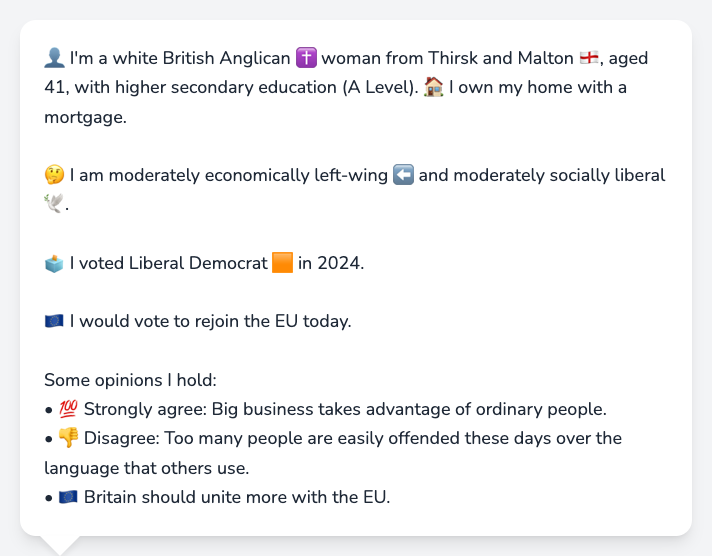 👤 I'm a white British Anglican ✝️ woman from Thirsk and Malton 🏴󠁧󠁢󠁥󠁮󠁧󠁿, aged
41, with higher secondary education (A Level). 🏠 I own my home with a
mortgage.
🤔 I am moderately economically left-wing ⬅️ and moderately socially liberal
🕊️.
🗳️ I voted Liberal Democrat 🟧 in 2024.
🇪🇺 I would vote to rejoin the EU today.
Some opinions I hold:
• 💯 Strongly agree: Big business takes advantage of ordinary people.
• 👎 Disagree: Too many people are easily offended these days over the
language that others use.
• 🇪🇺 Britain should unite more with the EU.